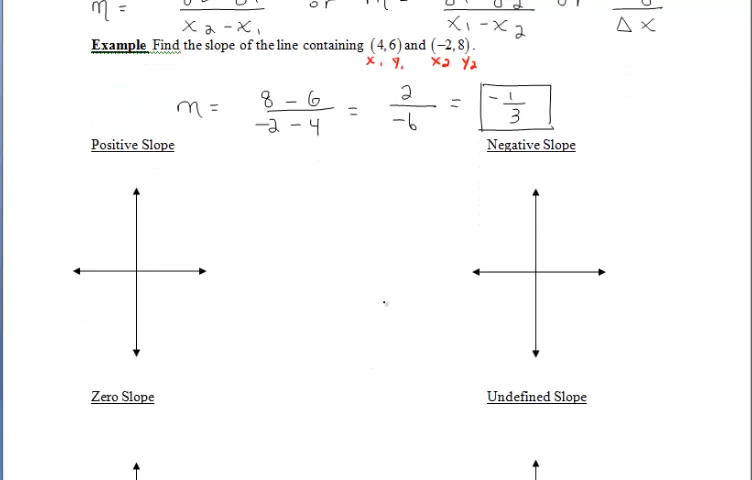 m = x₂ - x₁ or m = x₁ - x₂ or Δx
Example Find the slope of the line containing (4,6) and (−2,8).
x₁ y₁ x₂ y₂
m = 8 - 6 / -2 - 4 = 2 / -6 = -1/3
Positive Slope Negative Slope
Zero Slope Undefined Slope